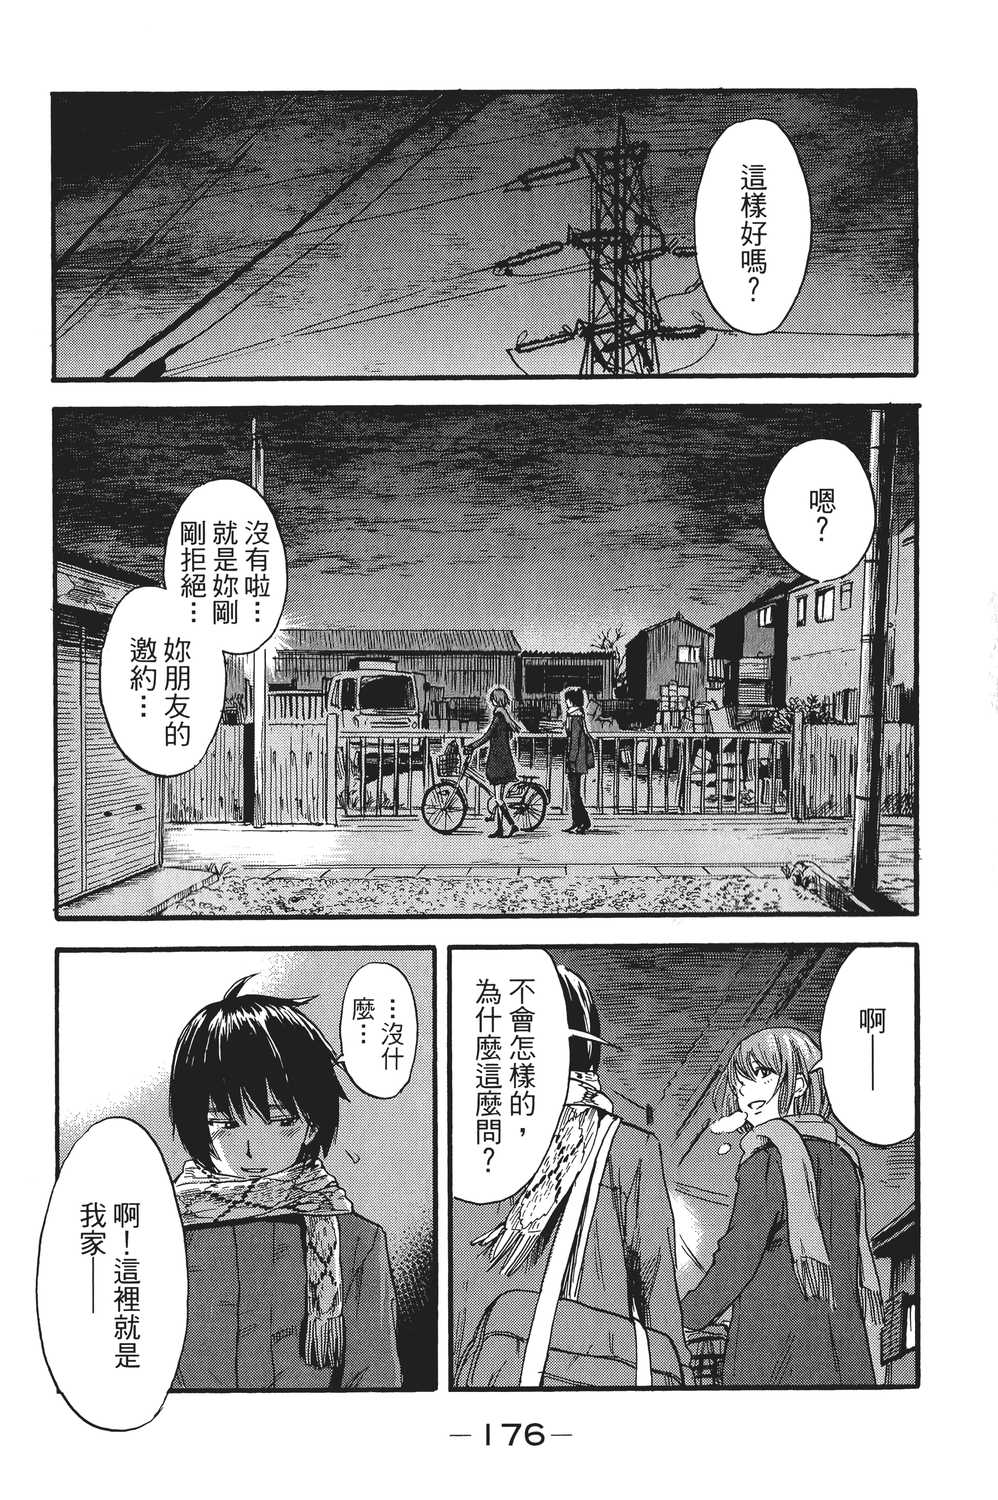 這樣好嗎？
嗯？
沒有啦…
就是妳剛
剛拒絕…
妳朋友的
邀約…
啊──
不會怎樣的，
為什麼這麼問？
…沒什
麼…
啊！這裡就是
我家──
─176─